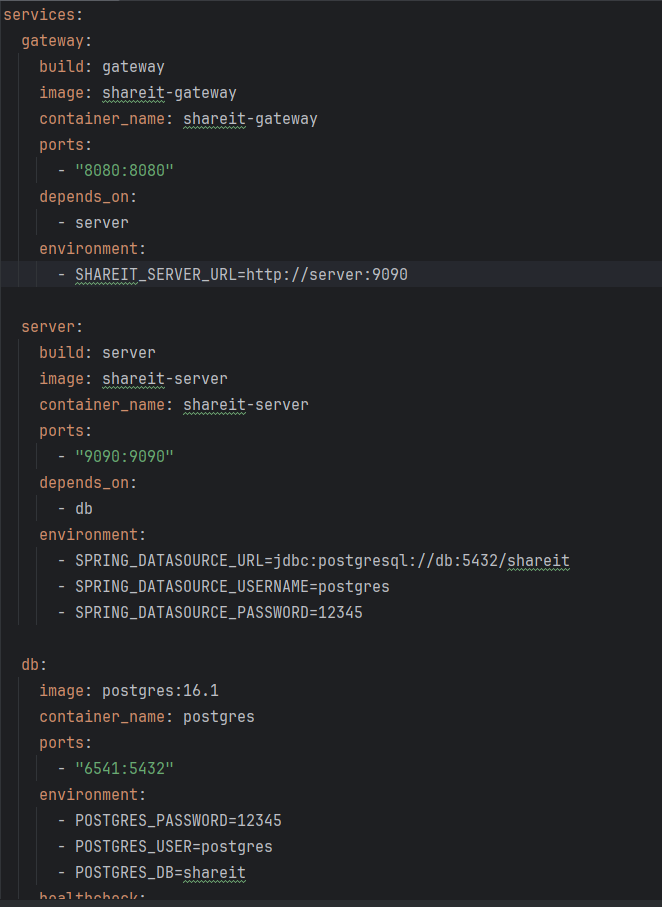 services:
  gateway:
    build: gateway
    image: shareit-gateway
    container_name: shareit-gateway
    ports:
      - "8080:8080"
    depends_on:
      - server
    environment:
      - SHAREIT_SERVER_URL=http://server:9090

  server:
    build: server
    image: shareit-server
    container_name: shareit-server
    ports:
      - "9090:9090"
    depends_on:
      - db
    environment:
      - SPRING_DATASOURCE_URL=jdbc:postgresql://db:5432/shareit
      - SPRING_DATASOURCE_USERNAME=postgres
      - SPRING_DATASOURCE_PASSWORD=12345

  db:
    image: postgres:16.1
    container_name: postgres
    ports:
      - "6541:5432"
    environment:
      - POSTGRES_PASSWORD=12345
      - POSTGRES_USER=postgres
      - POSTGRES_DB=shareit
    healthcheck: